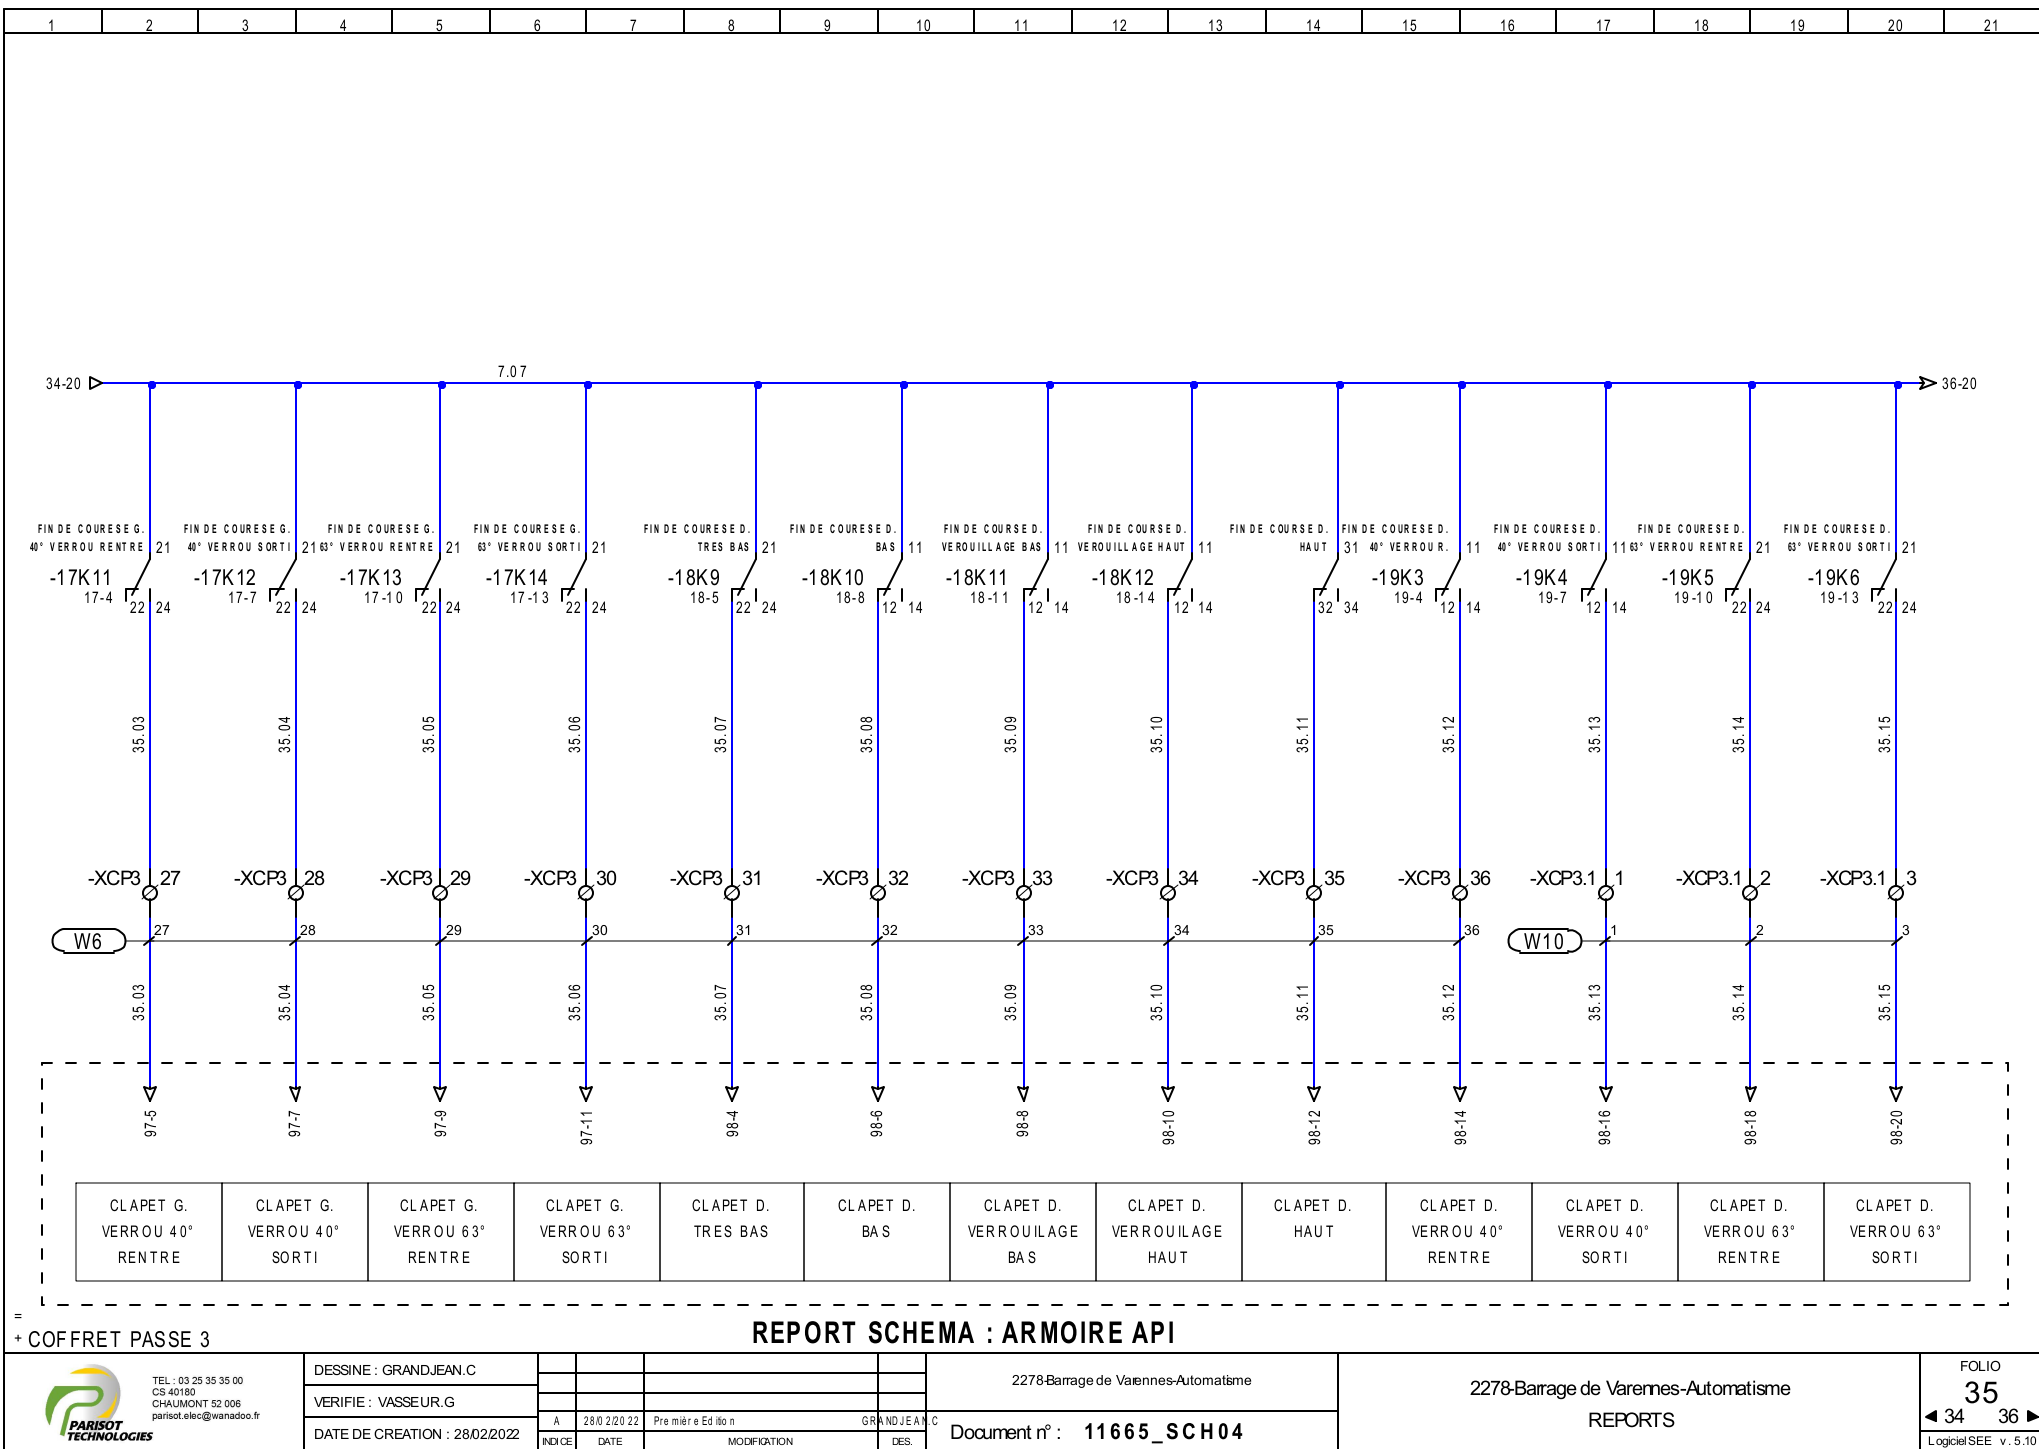 1 2 3 4 5 6 7 8 9 10 11 12 13 14 15 16 17 18 19 20 21
34-20 7.07 36-20
FIN DE COURESE G. FIN DE COURESE G. FIN DE COURESE G. FIN DE COURESE G. FIN DE COURESE D. FIN DE COURESE D. FIN DE COURSE D. FIN DE COURSE D. FIN DE COURSE D. FIN DE COURESE D. FIN DE COURESE D. FIN DE COURESE D. FIN DE COURESE D.
40° VERROU RENTRE 21 40° VERROU SORTI 21 63° VERROU RENTRE 21 63° VERROU SORTI 21 TRES BAS 21 BAS 11 VEROUILLAGE BAS 11 VEROUILLAGE HAUT 11 HAUT 31 40° VERROU R. 11 40° VERROU SORTI 11 63° VERROU RENTRE 21 63° VERROU SORTI 21
-17K11 -17K12 -17K13 -17K14 -18K9 -18K10 -18K11 -18K12 -19K3 -19K4 -19K5 -19K6
17-4 17-7 17-10 17-13 18-5 18-8 18-11 18-14 19-4 19-7 19-10 19-13
22 24 22 24 22 24 22 24 22 24 12 14 12 14 12 14 32 34 12 14 12 14 22 24 22 24
35.03 35.04 35.05 35.06 35.07 35.08 35.09 35.10 35.11 35.12 35.13 35.14 35.15
-XCP3 27 -XCP3 28 -XCP3 29 -XCP3 30 -XCP3 31 -XCP3 32 -XCP3 33 -XCP3 34 -XCP3 35 -XCP3 36 -XCP3.1 1 -XCP3.1 2 -XCP3.1 3
W6 27 28 29 30 31 32 33 34 35 36 W10 1 2 3
35.03 35.04 35.05 35.06 35.07 35.08 35.09 35.10 35.11 35.12 35.13 35.14 35.15
97-5 97-7 97-9 97-11 98-4 98-6 98-8 98-10 98-12 98-14 98-16 98-18 98-20
CLAPET G. CLAPET G. CLAPET G. CLAPET G. CLAPET D. CLAPET D. CLAPET D. CLAPET D. CLAPET D. CLAPET D. CLAPET D. CLAPET D. CLAPET D.
VERROU 40° VERROU 40° VERROU 63° VERROU 63° TRES BAS BAS VERROUILAGE VERROUILAGE HAUT VERROU 40° VERROU 40° VERROU 63° VERROU 63°
RENTRE SORTI RENTRE SORTI BAS HAUT RENTRE SORTI RENTRE SORTI
=
+ COFFRET PASSE 3
REPORT SCHEMA : ARMOIRE API
PARISOT
TECHNOLOGIES
TEL : 03 25 35 35 00
CS 40180
CHAUMONT 52 006
parisot.elec@wanadoo.fr
DESSINE : GRANDJEAN.C
VERIFIE : VASSEUR.G
DATE DE CREATION : 28/02/2022
A 28/02/2022 Première Edition GRANDJEAN.C
INDICE DATE MODIFICATION DES.
2278-Barrage de Varennes-Automatisme
Document n° : 11665_SCH04
2278-Barrage de Varennes-Automatisme
REPORTS
FOLIO
35
34 36
Logiciel SEE v. 5.10